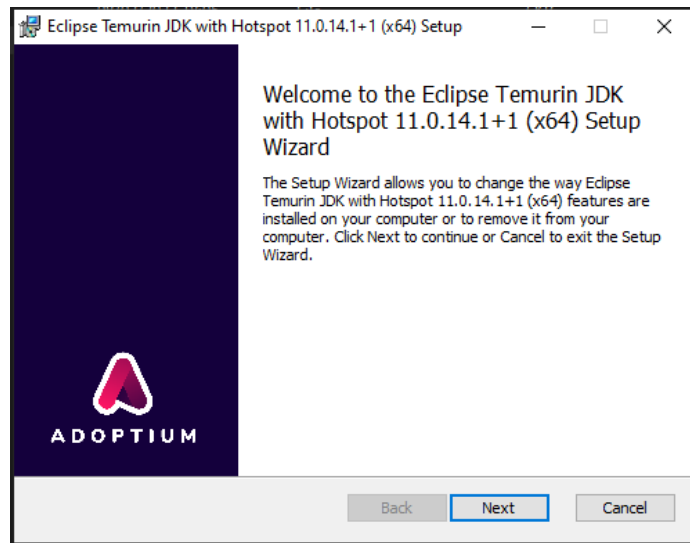 Eclipse Temurin JDK with Hotspot 11.0.14.1+1 (x64) Setup
Welcome to the Eclipse Temurin JDK
with Hotspot 11.0.14.1+1 (x64) Setup
Wizard
The Setup Wizard allows you to change the way Eclipse
Temurin JDK with Hotspot 11.0.14.1+1 (x64) features are
installed on your computer or to remove it from your
computer. Click Next to continue or Cancel to exit the Setup
Wizard.
ADOPTIUM
Back Next Cancel